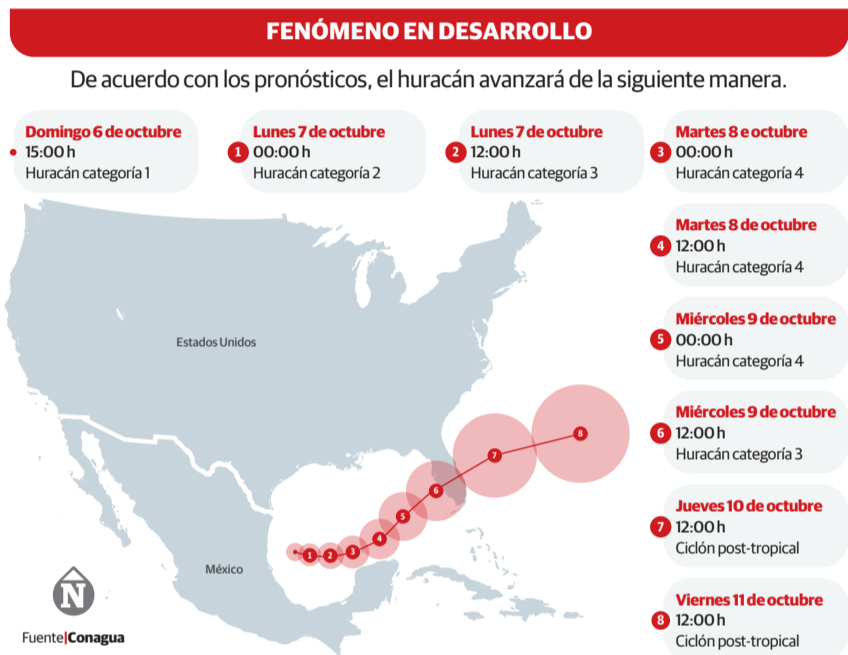 FENÓMENO EN DESARROLLO
De acuerdo con los pronósticos, el huracán avanzará de la siguiente manera.
Domingo 6 de octubre
15:00 h
Huracán categoría 1
1
Lunes 7 de octubre
00:00 h
Huracán categoría 2
2
Lunes 7 de octubre
12:00 h
Huracán categoría 3
3
Martes 8 e octubre
00:00 h
Huracán categoría 4
4
Martes 8 de octubre
12:00 h
Huracán categoría 4
5
Miércoles 9 de octubre
00:00 h
Huracán categoría 4
6
Miércoles 9 de octubre
12:00 h
Huracán categoría 3
7
Jueves 10 de octubre
12:00 h
Ciclón post-tropical
8
Viernes 11 de octubre
12:00 h
Ciclón post-tropical
Estados Unidos
México
1
2
3
4
5
6
7
8
N
Fuente|Conagua